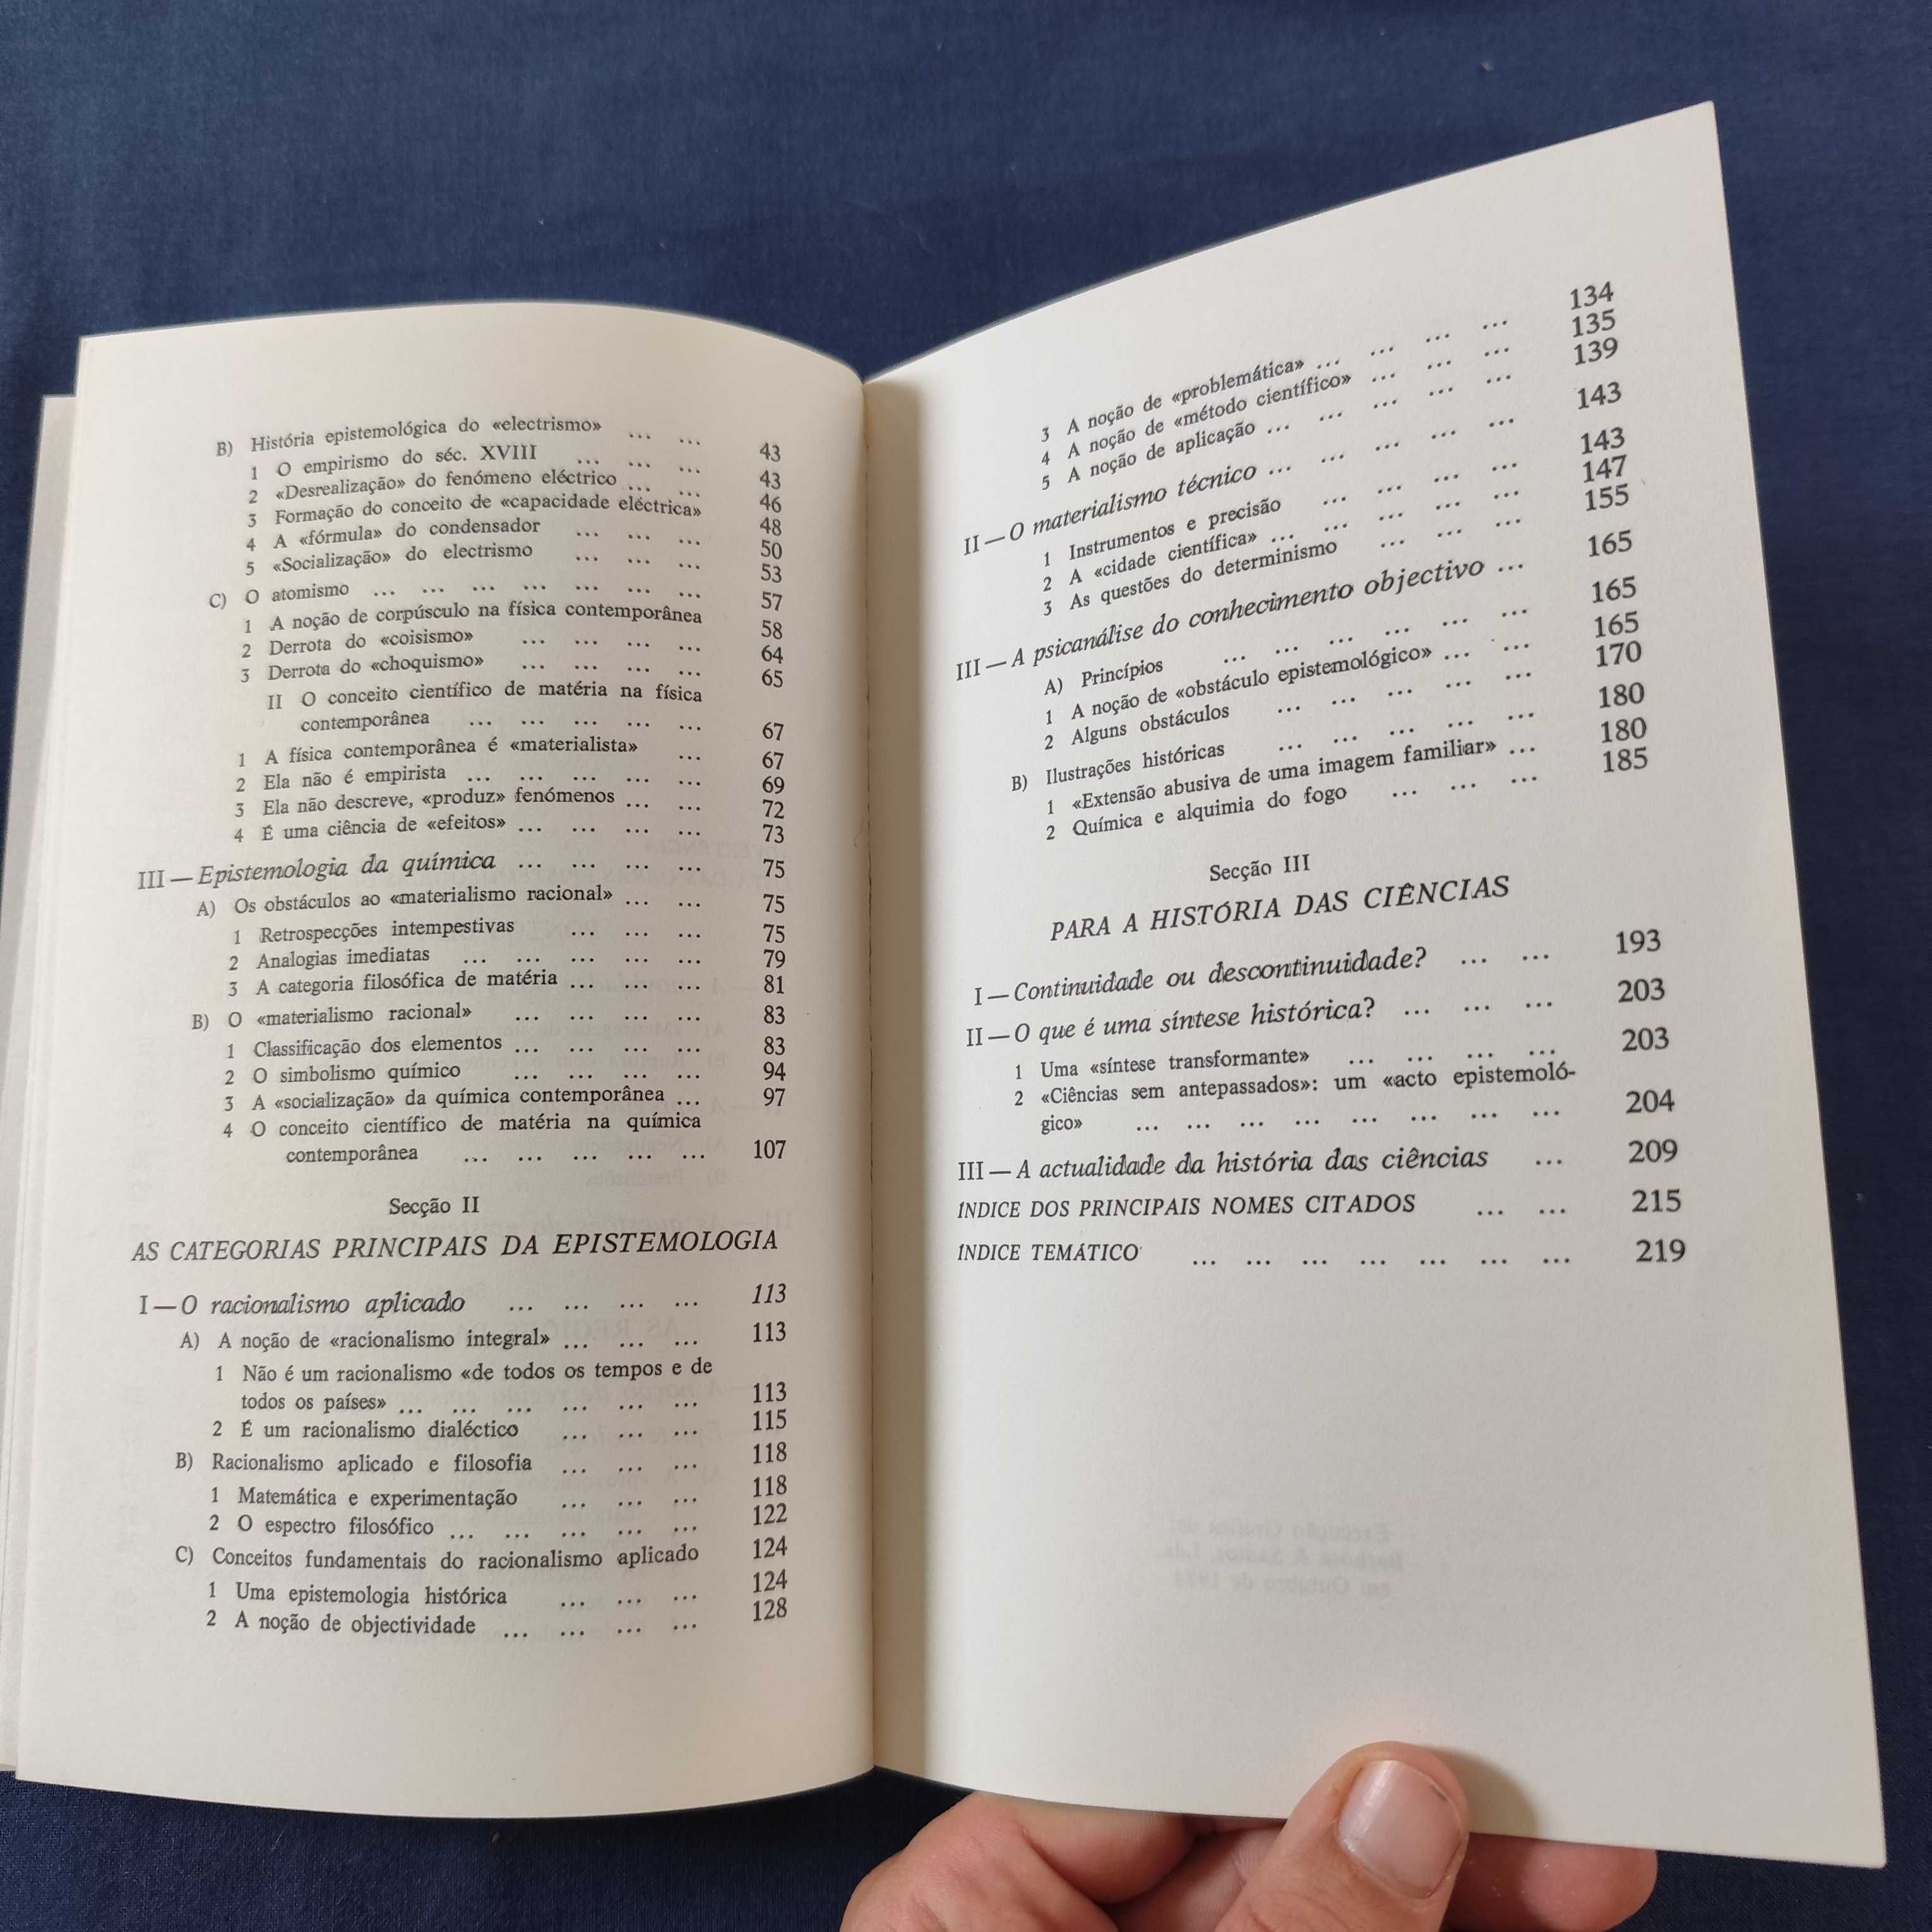 B) História epistemológica do «electrismo» ... ... 43
1 O empirismo do séc. XVIII ... ... ... 43
2 «Desrealização» do fenómeno eléctrico ... ... 46
3 Formação do conceito de «capacidade eléctrica» 48
4 A «fórmula» do condensador ... ... ... 50
5 «Socialização» do electrismo ... ... ... 53
C) O atomismo ... ... ... ... ... ... ... 57
1 A noção de corpúsculo na física contemporânea 58
2 Derrota do «coisismo» ... ... ... ... 64
3 Derrota do «choquismo» ... ... ... ... 65
II O conceito científico de matéria na física
contemporânea ... ... ... ... ... 67
1 A física contemporânea é «materialista» ... 67
2 Ela não é empirista ... ... ... ... ... 69
3 Ela não descreve, «produz» fenómenos ... ... 72
4 É uma ciência de «efeitos» ... ... ... ... 73
III — Epistemologia da química ... ... ... ... 75
A) Os obstáculos ao «materialismo racional» ... ... 75
1 Retrospecções intempestivas ... ... ... 75
2 Analogias imediatas ... ... ... ... ... 79
3 A categoria filosófica de matéria ... ... ... 81
B) O «materialismo racional» ... ... ... ... 83
1 Classificação dos elementos ... ... ... ... 83
2 O simbolismo químico ... ... ... ... 94
3 A «socialização» da química contemporânea ... 97
4 O conceito científico de matéria na química
contemporânea ... ... ... ... ... 107
Secção II
AS CATEGORIAS PRINCIPAIS DA EPISTEMOLOGIA
I — O racionalismo aplicado ... ... ... ... 113
A) A noção de «racionalismo integral» ... ... ... 113
1 Não é um racionalismo «de todos os tempos e de
todos os países» ... ... ... ... ... ... 113
2 É um racionalismo dialéctico ... ... ... 115
B) Racionalismo aplicado e filosofia ... ... ... 118
1 Matemática e experimentação ... ... ... 118
2 O espectro filosófico ... ... ... ... ... 122
C) Conceitos fundamentais do racionalismo aplicado 124
1 Uma epistemologia histórica ... ... ... 124
2 A noção de objectividade ... ... ... ... 128
3 A noção de «problemática» ... ... ... ... 134
4 A noção de «método científico» ... ... ... 135
5 A noção de aplicação ... ... ... ... ... 139
II — O materialismo técnico ... ... ... ... ... 143
1 Instrumentos e precisão ... ... ... ... 143
2 A «cidade científica» ... ... ... ... ... 147
3 As questões do determinismo ... ... ... 155
III — A psicanálise do conhecimento objectivo ... 165
A) Princípios ... ... ... ... ... ... 165
1 A noção de «obstáculo epistemológico» ... ... 165
2 Alguns obstáculos ... ... ... ... ... 170
B) Ilustrações históricas ... ... ... ... ... 180
1 «Extensão abusiva de uma imagem familiar» ... 180
2 Química e alquimia do fogo ... ... ... 185
Secção III
PARA A HISTÓRIA DAS CIÊNCIAS
I — Continuidade ou descontinuidade? ... ... 193
II — O que é uma síntese histórica? ... ... ... 203
1 Uma «síntese transformante» ... ... ... ... 203
2 «Ciências sem antepassados»: um «acto epistemoló-
gico» ... ... ... ... ... ... ... ... 204
III — A actualidade da história das ciências ... 209
ÍNDICE DOS PRINCIPAIS NOMES CITADOS ... ... 215
ÍNDICE TEMÁTICO ... ... ... ... ... ... ... 219